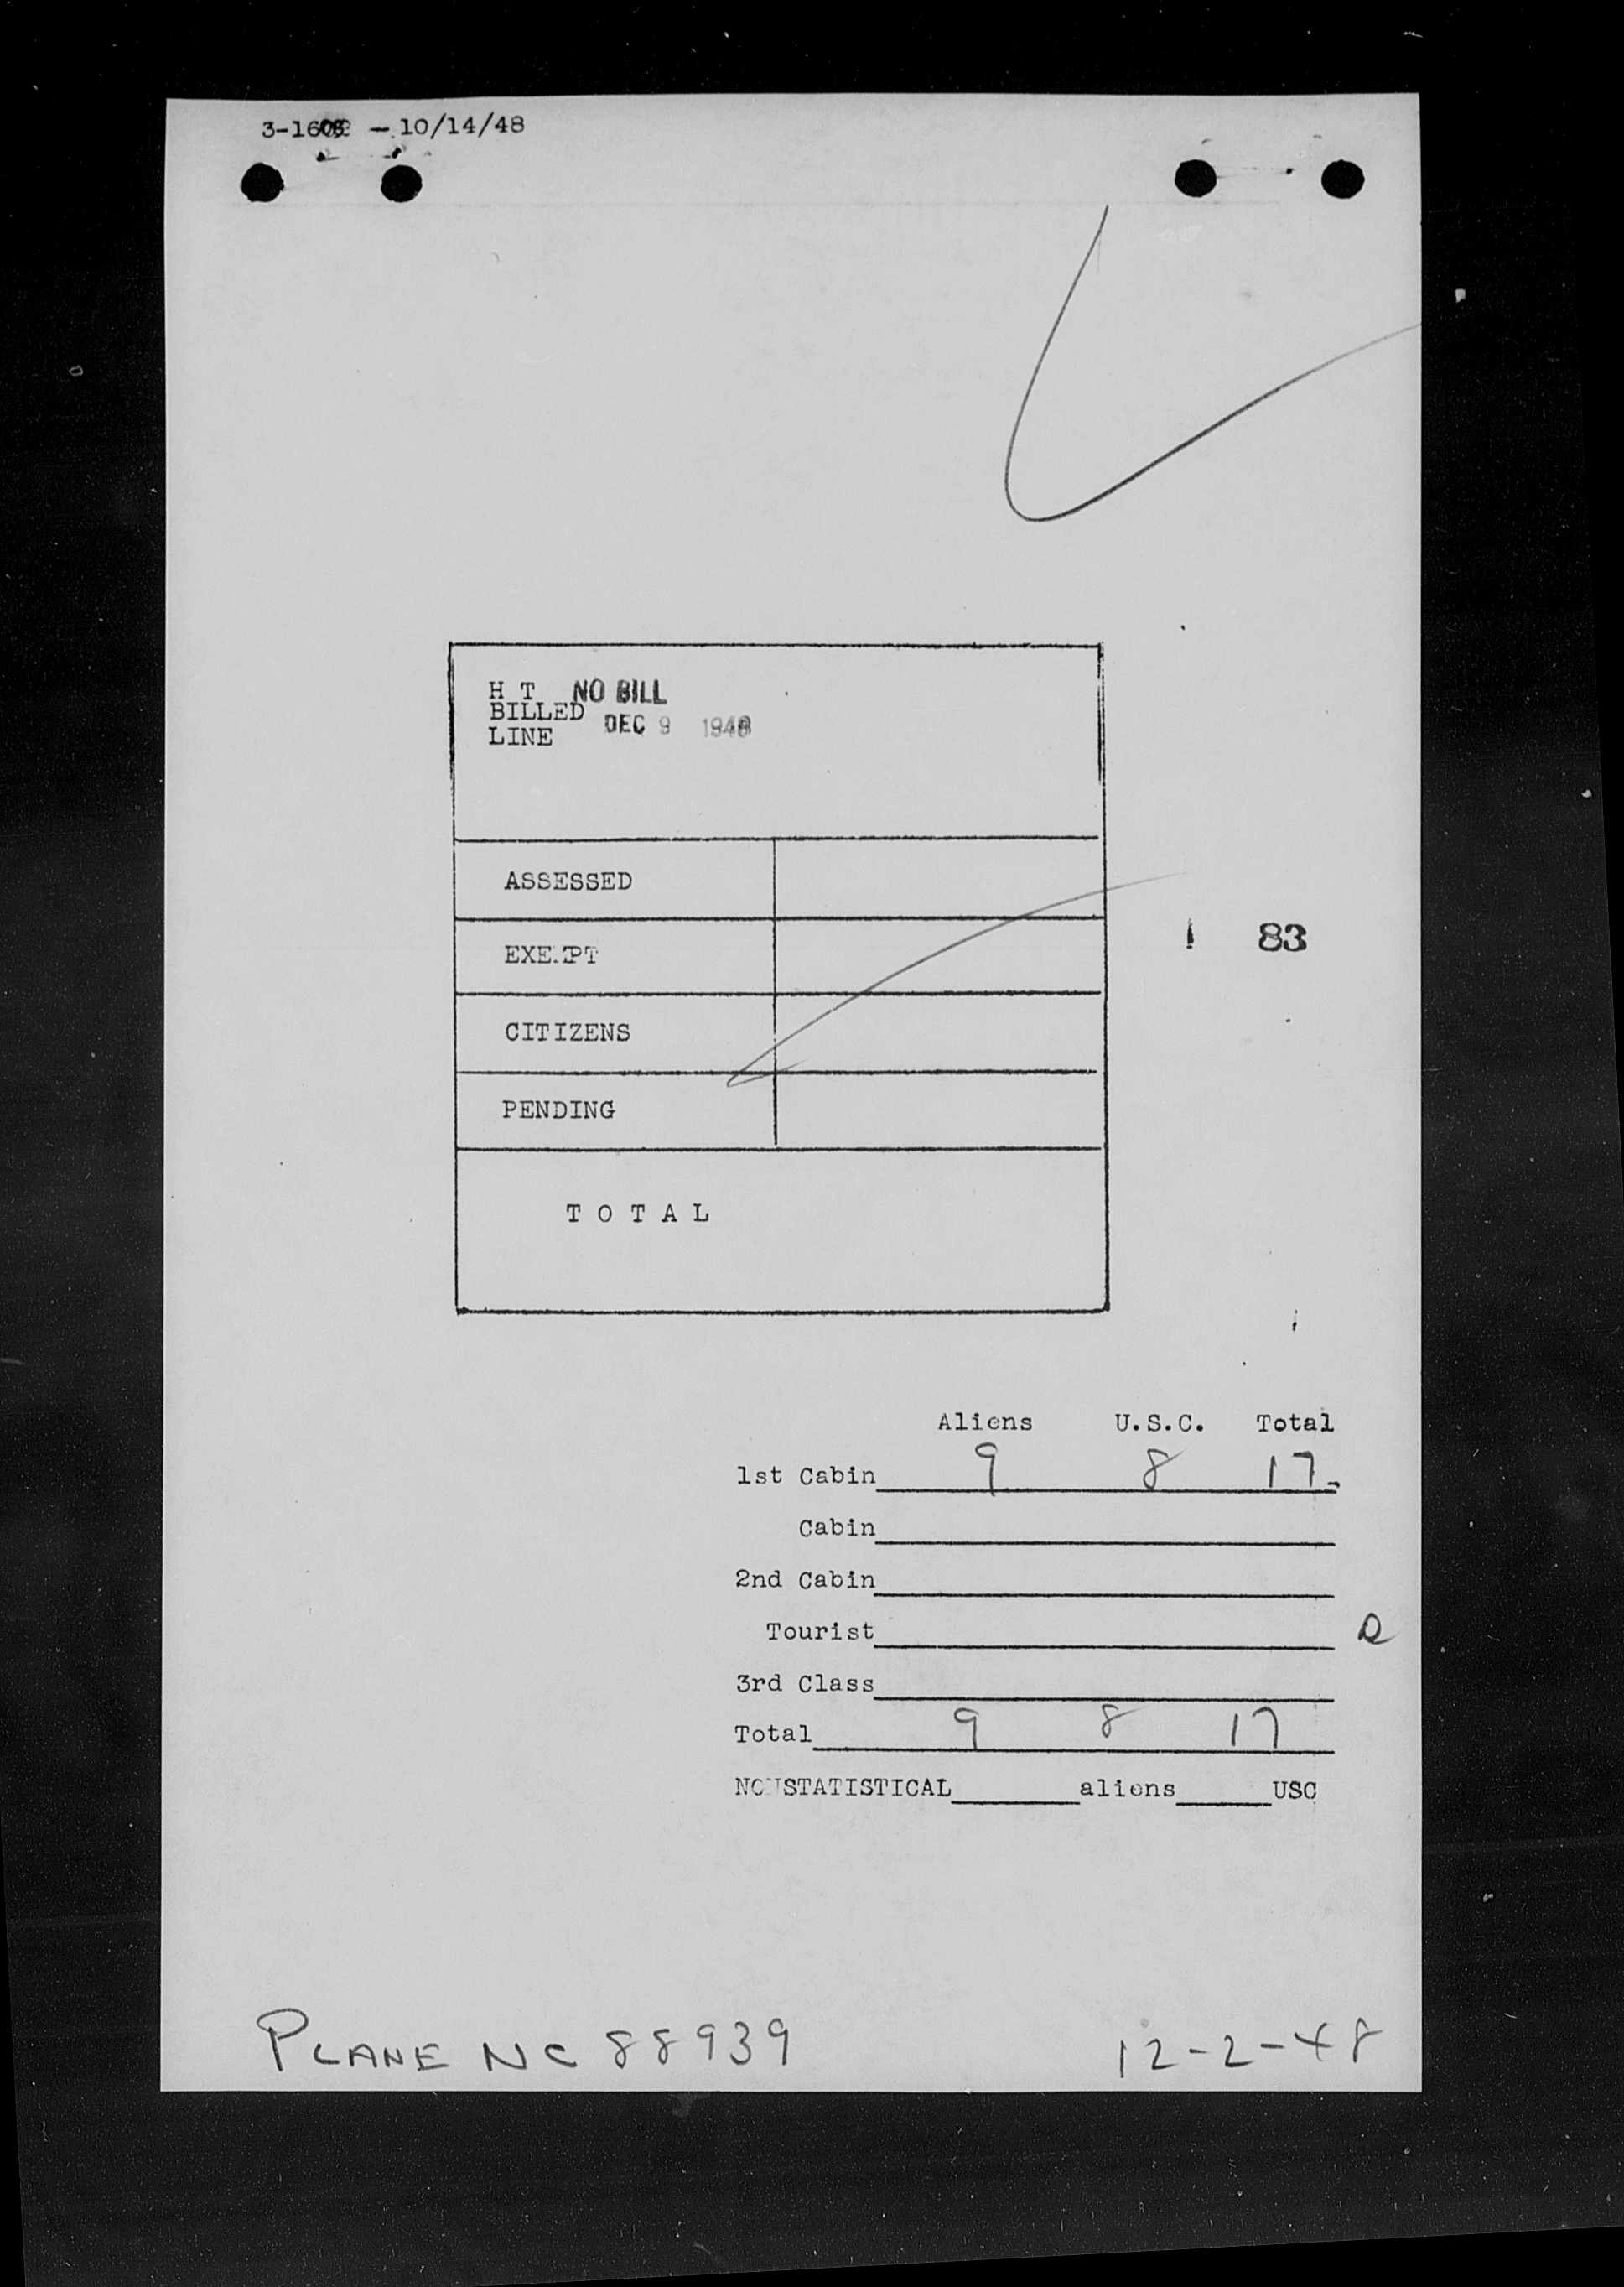 - 10/14/48
H T NO BILL
BILLED
DEC 9 1948
LINE
ASSESSED
EXEMPT
83
CITIZENS
PENDING
T O T A L
Aliens U.S.C. Total
1st Cabin 9 8 17
Cabin
2nd Cabin
Tourist
3rd Class
Total 9 8 17
NONSTATISTICAL aliens USC
PLANE NC 88939 12-2-48